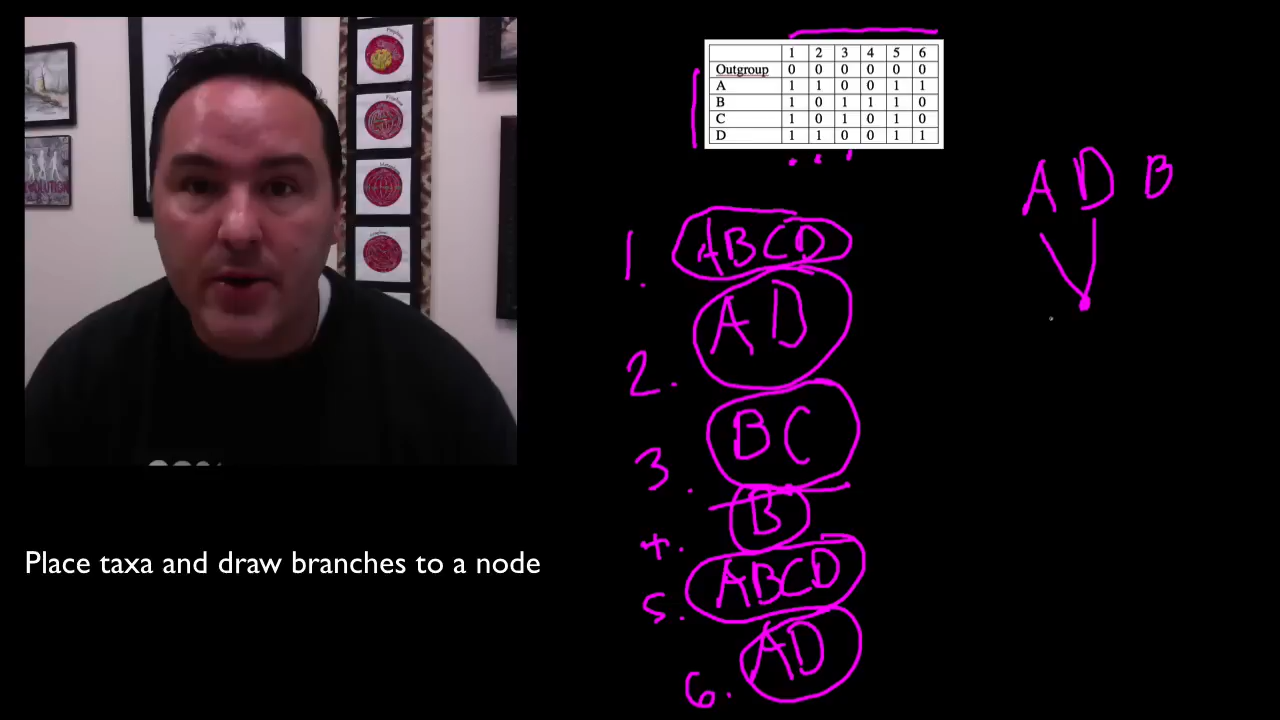 1 2 3 4 5 6
Outgroup 0 0 0 0 0 0
A 1 1 0 0 1 1
B 1 0 1 1 1 0
C 1 0 1 0 1 0
D 1 1 0 0 1 1
A D B
1. ABCD
2. AD
3. BC
4. B
5. ABCD
6. AD
EVOLUTION
Place taxa and draw branches to a node